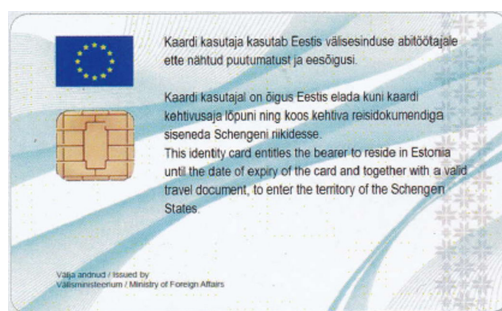 Kaardi kasutaja kasutab Eestis välisesinduse abitöötajale
ette nähtud puutumatust ja eesõigusi.
Kaardi kasutajal on õigus Eestis elada kuni kaardi
kehtivusaja lõpuni ning koos kehtiva reisidokumendiga
siseneda Schengeni riikidesse.
This identity card entitles the bearer to reside in Estonia
until the date of expiry of the card and together with a valid
travel document, to enter the territory of the Schengen
States.
Välja andnud / Issued by
Välisministeerium / Ministry of Foreign Affairs